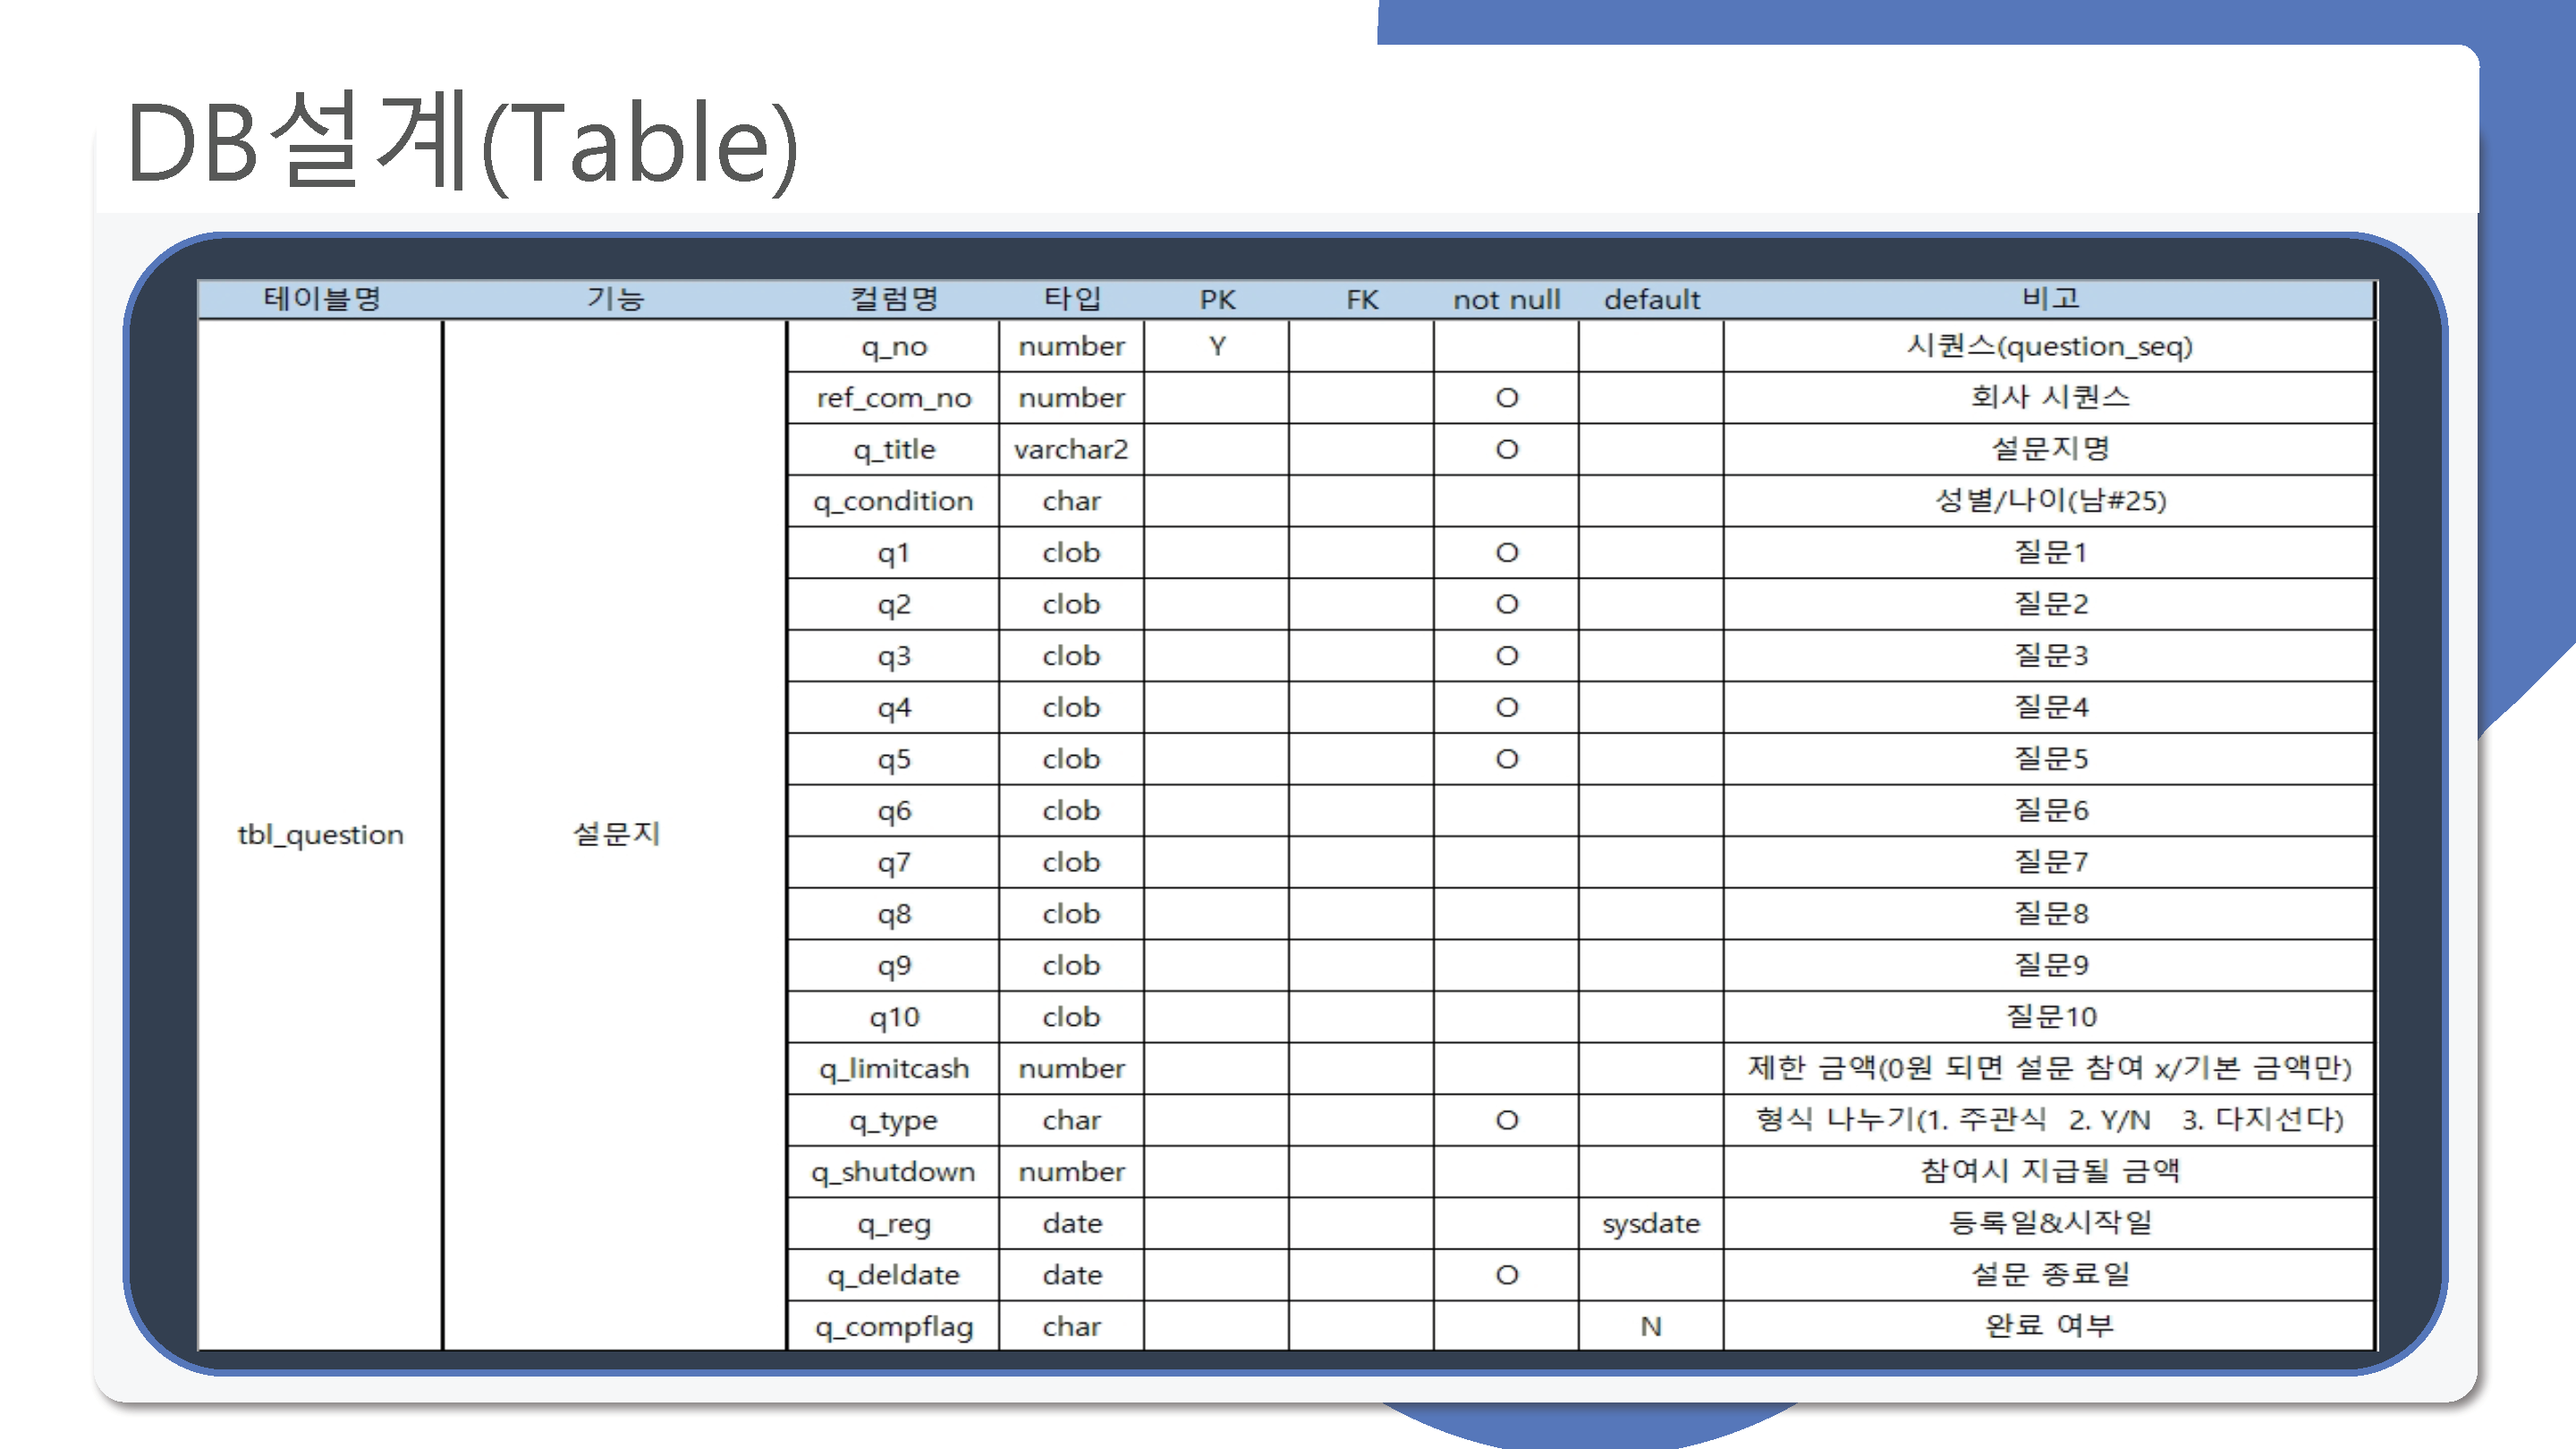 DB설계(Table)
테이블명 기능 컬럼명 타입 PK FK not null default 비고
q_no number Y 시퀀스(question_seq)
ref_com_no number O 회사 시퀀스
q_title varchar2 O 설문지명
q_condition char 성별/나이(남#25)
q1 clob O 질문1
q2 clob O 질문2
q3 clob O 질문3
q4 clob O 질문4
q5 clob O 질문5
q6 clob 질문6
tbl_question 설문지
q7 clob 질문7
q8 clob 질문8
q9 clob 질문9
q10 clob 질문10
q_limitcash number 제한 금액(0원 되면 설문 참여 x/기본 금액만)
q_type char O 형식 나누기(1. 주관식 2. Y/N 3. 다지선다)
q_shutdown number 참여시 지급될 금액
q_reg date sysdate 등록일&시작일
q_deldate date O 설문 종료일
q_compflag char N 완료 여부